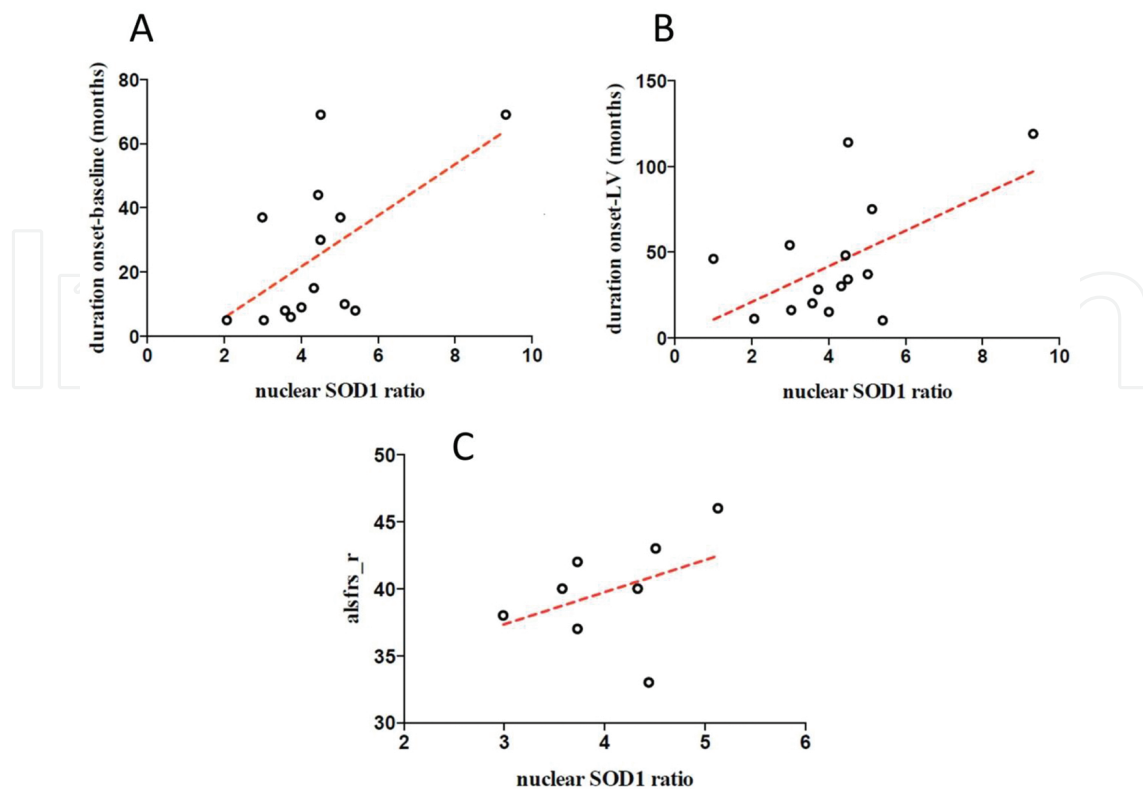 A
duration onset-baseline (months)
80
60
40
20
0
0 2 4 6 8 10
nuclear SOD1 ratio
B
duration onset-LV (months)
150
100
50
0
0 2 4 6 8 10
nuclear SOD1 ratio
C
alsfrs_r
50
45
40
35
30
2 3 4 5 6
nuclear SOD1 ratio